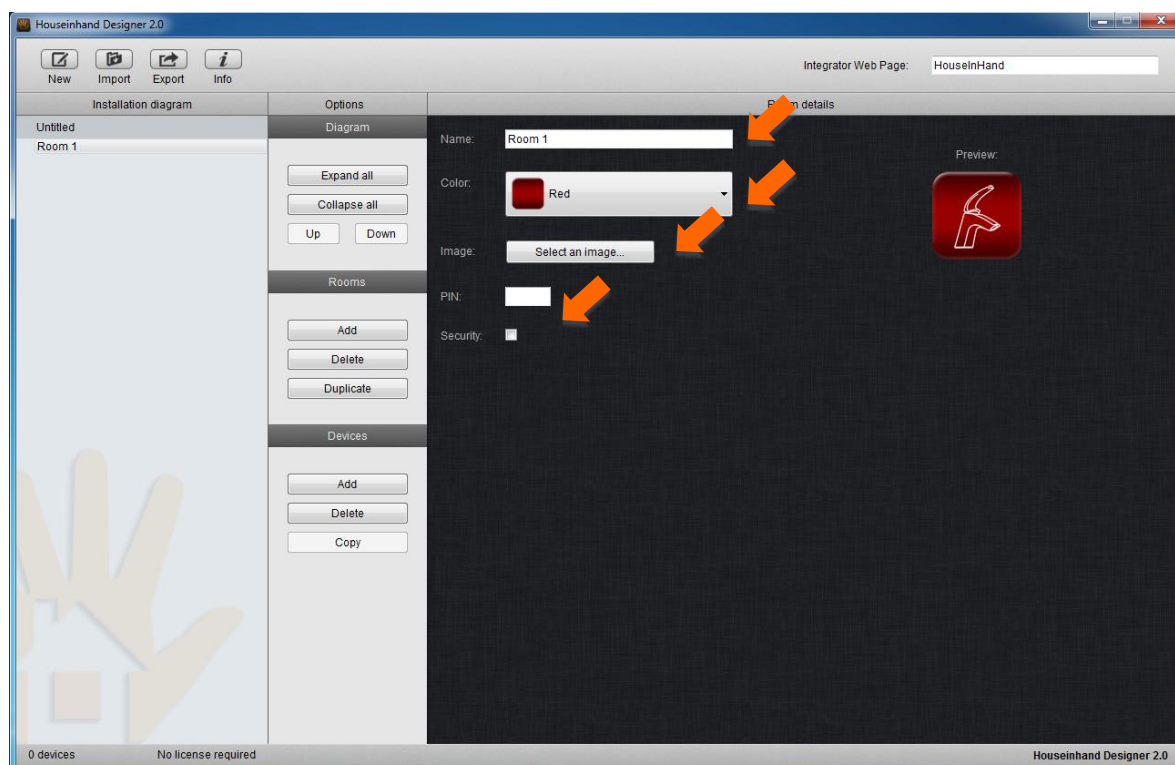 Houseinhand Designer 2.0
New Import Export Info
Integrator Web Page: HouseInHand
Installation diagram
Options
details
Untitled
Room 1
Diagram
Expand all
Collapse all
Up Down
Rooms
Add
Delete
Duplicate
Devices
Add
Delete
Copy
Name: Room 1
Color: Red
Image: Select an image...
PIN:
Security:
Preview:
0 devices No license required
Houseinhand Designer 2.0